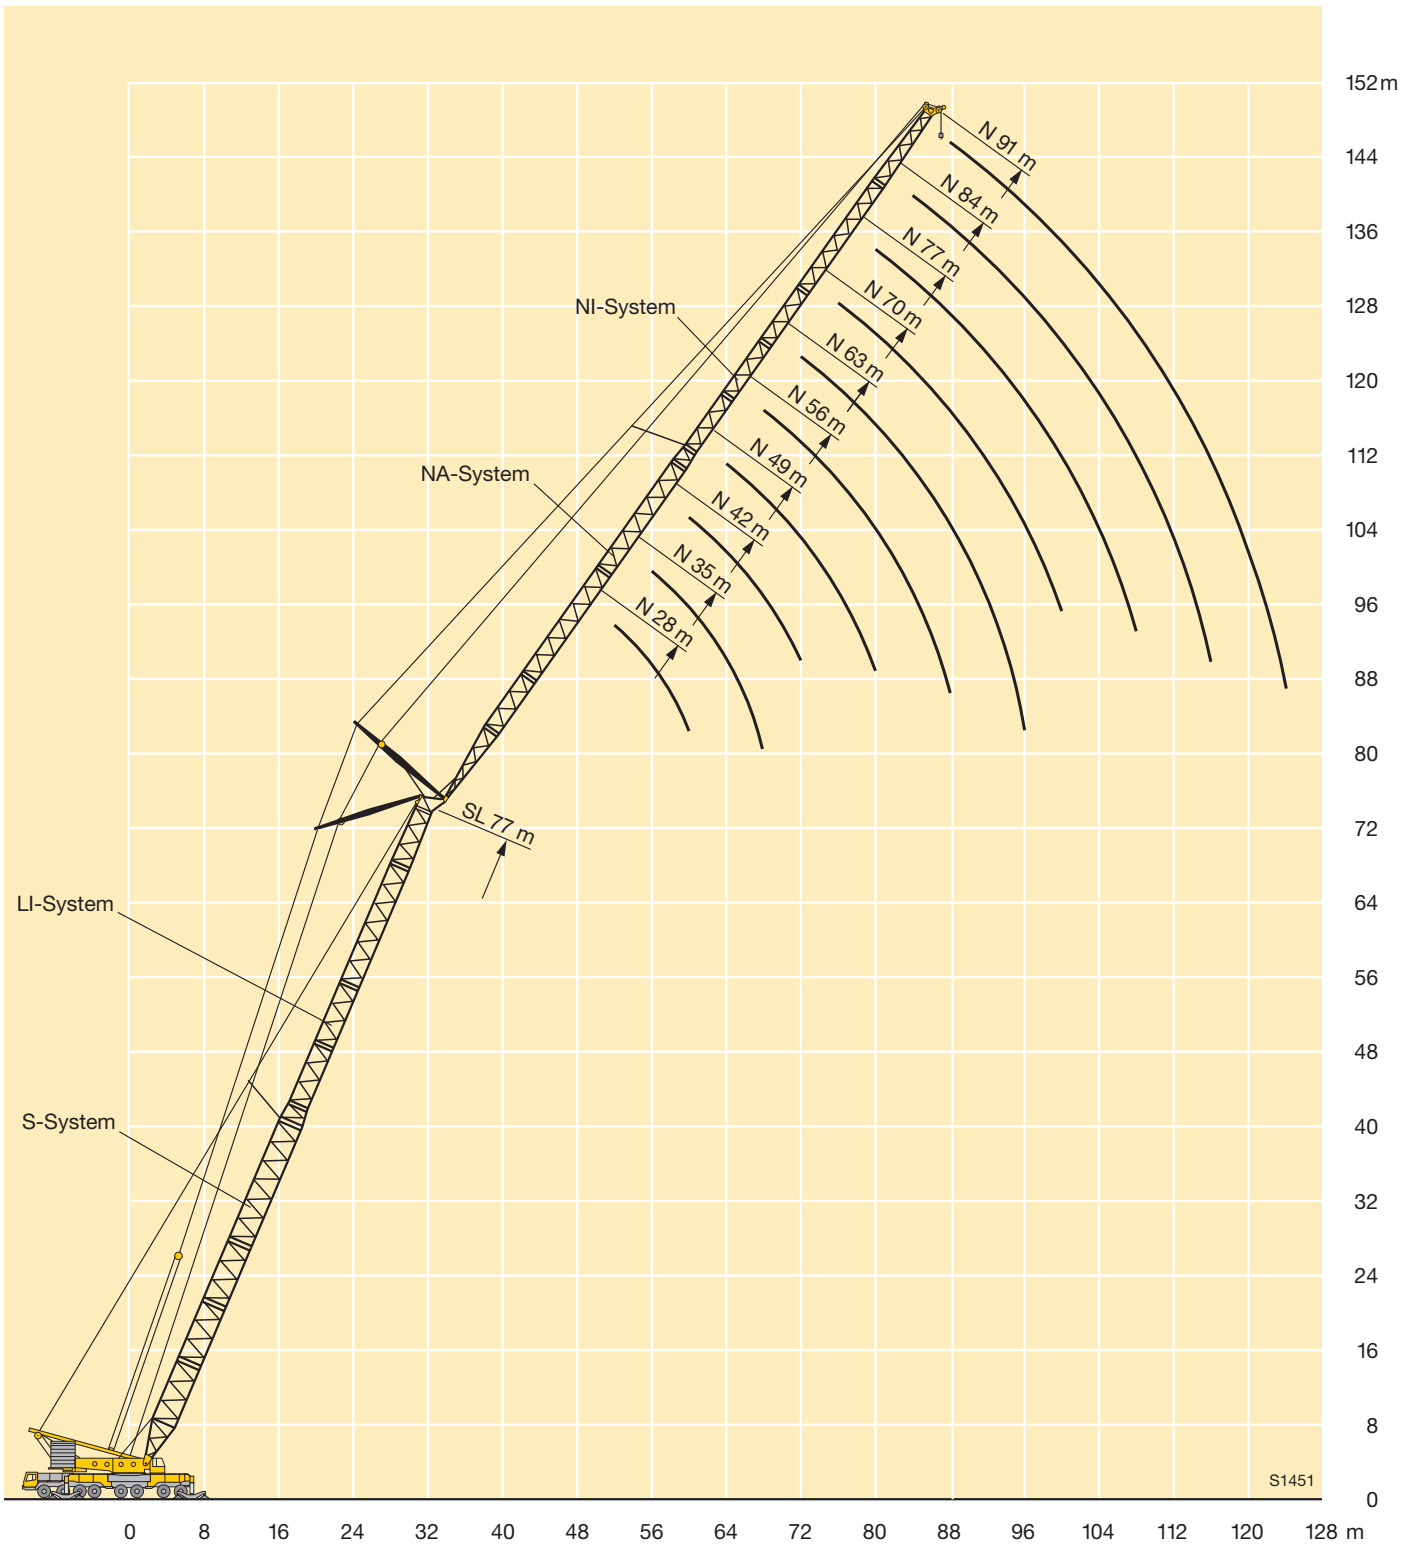 152 m
N 91 m
144
N 84 m
136
N 77 m
NI-System
N 70 m
128
N 63 m
120
N 56 m
112
NA-System
N 49 m
N 42 m
104
N 35 m
96
N 28 m
88
80
SL 77 m
72
LI-System
64
56
48
S-System
40
32
24
16
8
S1451
0
0 8 16 24 32 40 48 56 64 72 80 88 96 104 112 120 128 m